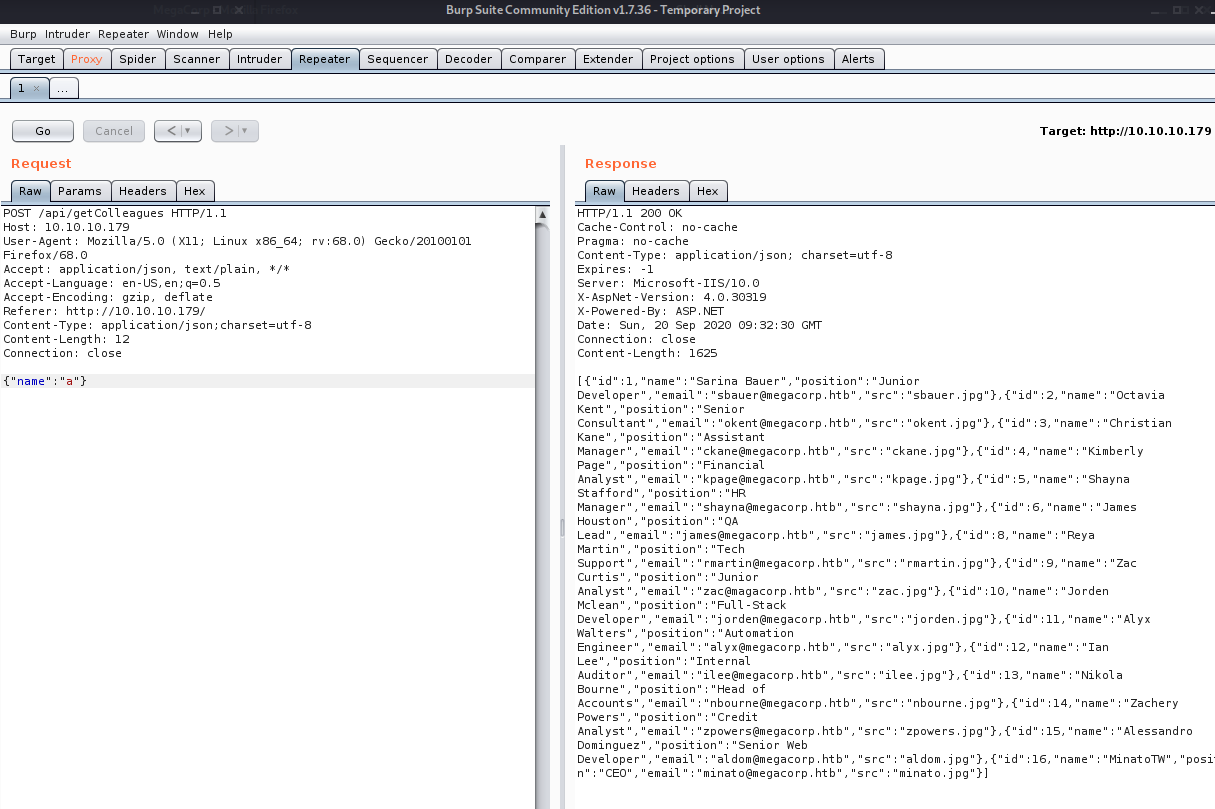 Burp Suite Community Edition v1.7.36 - Temporary Project
Burp Intruder Repeater Window Help
Target Proxy Spider Scanner Intruder Repeater Sequencer Decoder Comparer Extender Project options User options Alerts
1 × ...
Go Cancel < ▼ > ▼ Target: http://10.10.10.179
Request
Raw Params Headers Hex
POST /api/getColleagues HTTP/1.1
Host: 10.10.10.179
User-Agent: Mozilla/5.0 (X11; Linux x86_64; rv:68.0) Gecko/20100101
Firefox/68.0
Accept: application/json, text/plain, */*
Accept-Language: en-US,en;q=0.5
Accept-Encoding: gzip, deflate
Referer: http://10.10.10.179/
Content-Type: application/json;charset=utf-8
Content-Length: 12
Connection: close
{"name":"a"}
Response
Raw Headers Hex
HTTP/1.1 200 OK
Cache-Control: no-cache
Pragma: no-cache
Content-Type: application/json; charset=utf-8
Expires: -1
Server: Microsoft-IIS/10.0
X-AspNet-Version: 4.0.30319
X-Powered-By: ASP.NET
Date: Sun, 20 Sep 2020 09:32:30 GMT
Connection: close
Content-Length: 1625
[{"id":1,"name":"Sarina Bauer","position":"Junior
Developer","email":"sbauer@megacorp.htb","src":"sbauer.jpg"},{"id":2,"name":"Octavia
Kent","position":"Senior
Consultant","email":"okent@megacorp.htb","src":"okent.jpg"},{"id":3,"name":"Christian
Kane","position":"Assistant
Manager","email":"ckane@megacorp.htb","src":"ckane.jpg"},{"id":4,"name":"Kimberly
Page","position":"Financial
Analyst","email":"kpage@megacorp.htb","src":"kpage.jpg"},{"id":5,"name":"Shayna
Stafford","position":"HR
Manager","email":"shayna@megacorp.htb","src":"shayna.jpg"},{"id":6,"name":"James
Houston","position":"QA
Lead","email":"james@megacorp.htb","src":"james.jpg"},{"id":8,"name":"Reya
Martin","position":"Tech
Support","email":"rmartin@megacorp.htb","src":"rmartin.jpg"},{"id":9,"name":"Zac
Curtis","position":"Junior
Analyst","email":"zac@magacorp.htb","src":"zac.jpg"},{"id":10,"name":"Jorden
Mclean","position":"Full-Stack
Developer","email":"jorden@megacorp.htb","src":"jorden.jpg"},{"id":11,"name":"Alyx
Walters","position":"Automation
Engineer","email":"alyx@megacorp.htb","src":"alyx.jpg"},{"id":12,"name":"Ian
Lee","position":"Internal
Auditor","email":"ilee@megacorp.htb","src":"ilee.jpg"},{"id":13,"name":"Nikola
Bourne","position":"Head of
Accounts","email":"nbourne@megacorp.htb","src":"nbourne.jpg"},{"id":14,"name":"Zachery
Powers","position":"Credit
Analyst","email":"zpowers@megacorp.htb","src":"zpowers.jpg"},{"id":15,"name":"Alessandro
Dominguez","position":"Senior Web
Developer","email":"aldom@megacorp.htb","src":"aldom.jpg"},{"id":16,"name":"MinatoTW","posi
n":"CEO","email":"minato@megacorp.htb","src":"minato.jpg"}]